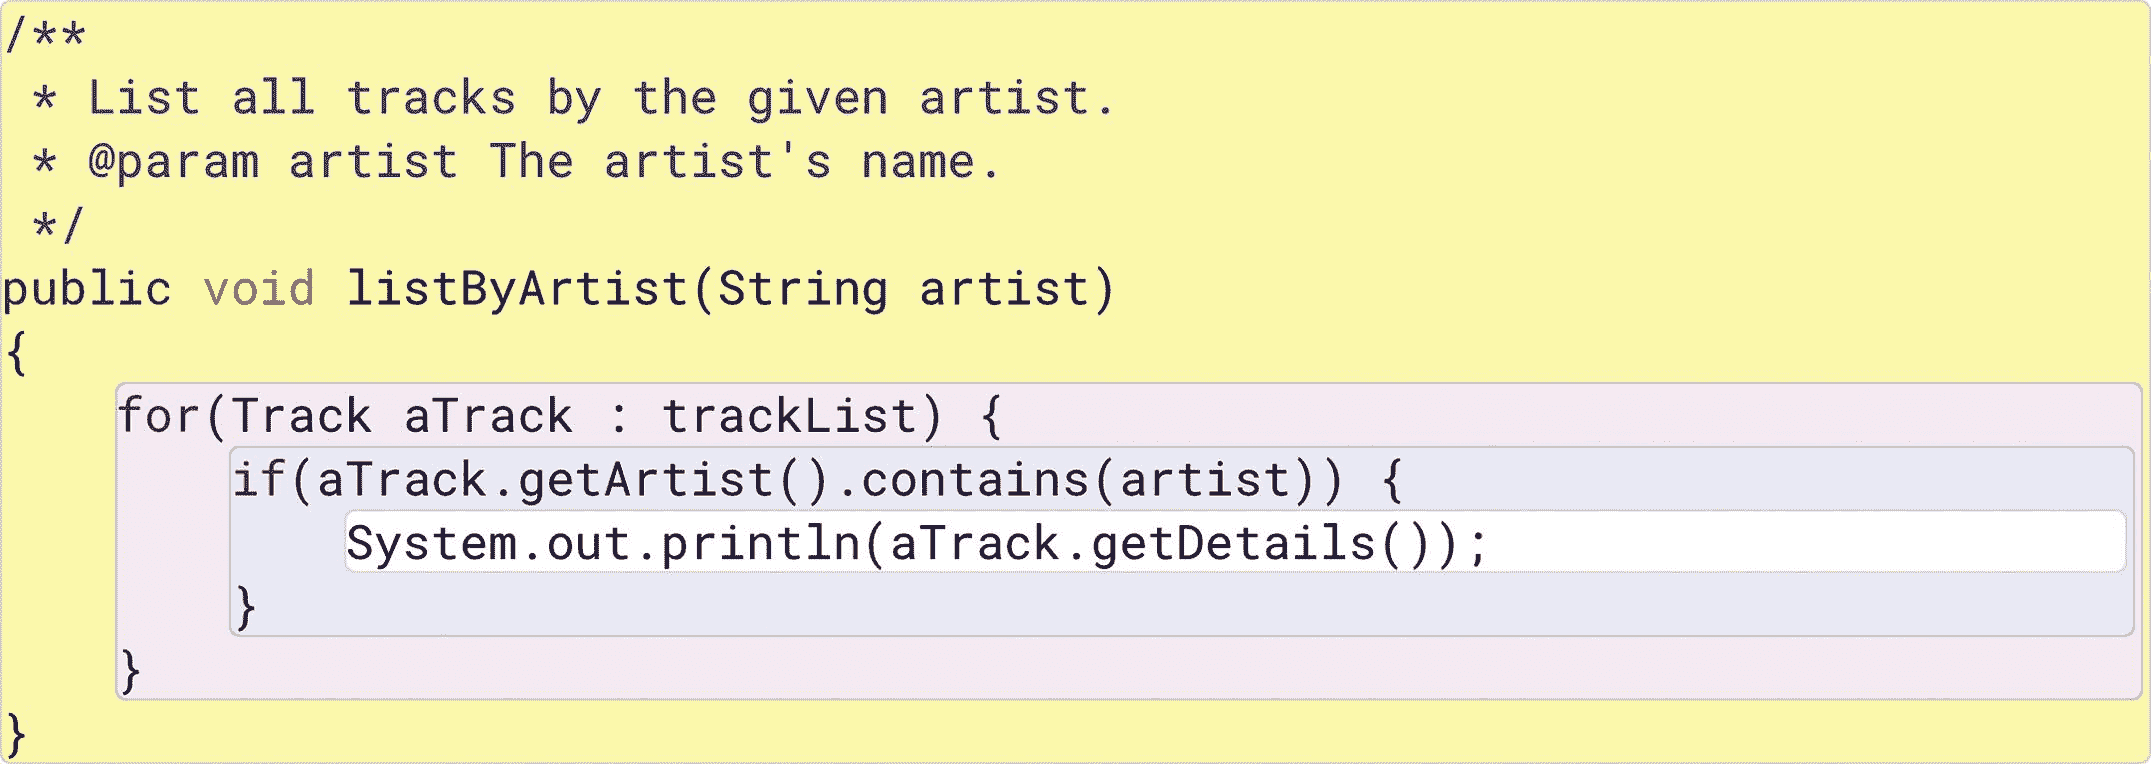 /**
 * List all tracks by the given artist.
 * @param artist The artist's name.
 */
public void listByArtist(String artist)
{
    for(Track aTrack : trackList) {
        if(aTrack.getArtist().contains(artist)) {
            System.out.println(aTrack.getDetails());
        }
    }
}